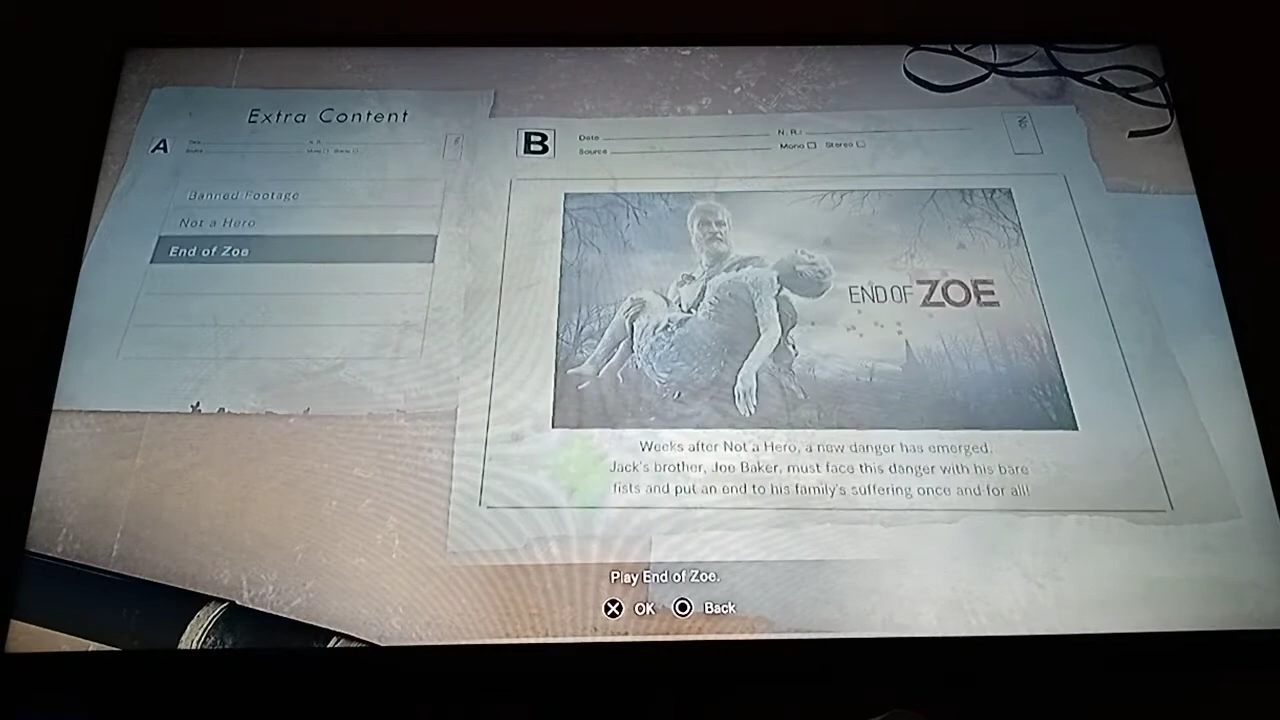 Extra Content
A
Banned Footage
Not a Hero
End of Zoe
B
Date
N. R.:
Source
Mono
Stereo
END OF ZOE
Weeks after Not a Hero, a new danger has emerged.
Jack's brother, Joe Baker, must face this danger with his bare
fists and put an end to his family's suffering once and for all!
Play End of Zoe.
OK
Back